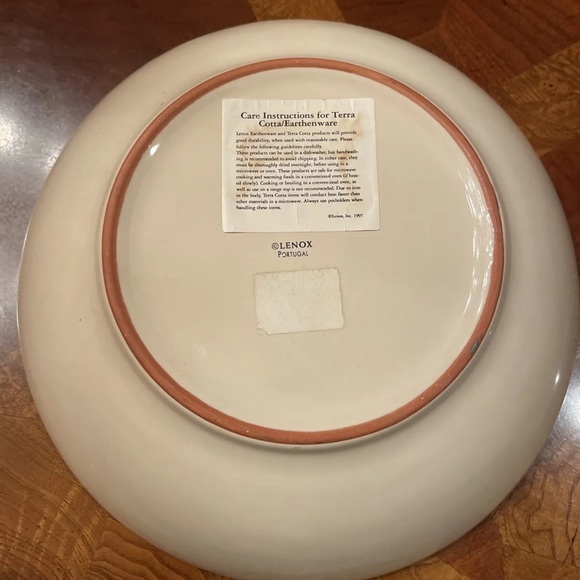 Care Instructions for Terra
Cotta/Earthenware
Lenox Earthenware and Terra Cotta products will provide
good durability, when used with reasonable care. Please
follow the following guidelines carefully.
These products can be used in a dishwasher, but handwash-
ing is recommended to avoid chipping. In either case, they
must be thoroughly dried overnight, before using in a
microwave or oven. These products are safe for microwave
cooking and warming foods in a conventional oven (if heat-
ed slowly). Cooking or broiling in a conventional oven, as
well as use on a range top is not recommended. Due to iron
in the body, Terra Cotta items will conduct heat faster than
other materials in a microwave. Always use potholders when
handling these items.
©Lenox, Inc. 1997
©LENOX
PORTUGAL